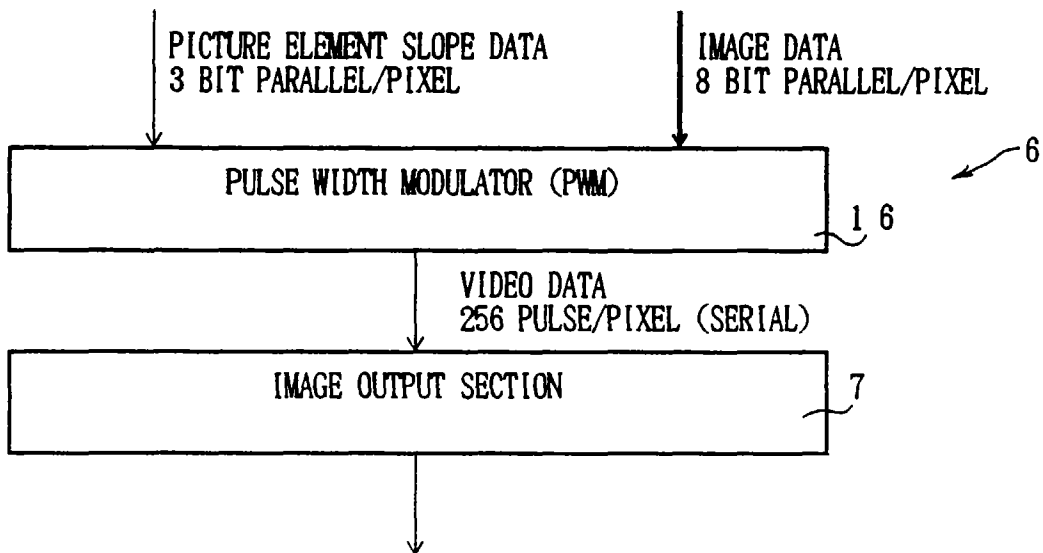 PICTURE ELEMENT SLOPE DATA
3 BIT PARALLEL/PIXEL
IMAGE DATA
8 BIT PARALLEL/PIXEL
6
PULSE WIDTH MODULATOR (PWM)
16
VIDEO DATA
256 PULSE/PIXEL (SERIAL)
IMAGE OUTPUT SECTION
7